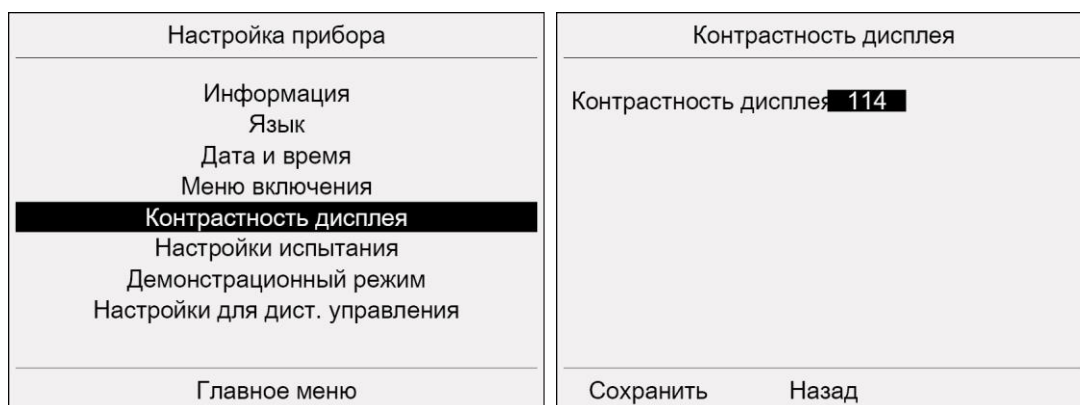 Настройка прибора
Информация
Язык
Дата и время
Меню включения
Контрастность дисплея
Настройки испытания
Демонстрационный режим
Настройки для дист. управления
Главное меню
Контрастность дисплея
Контрастность дисплея 114
Сохранить Назад